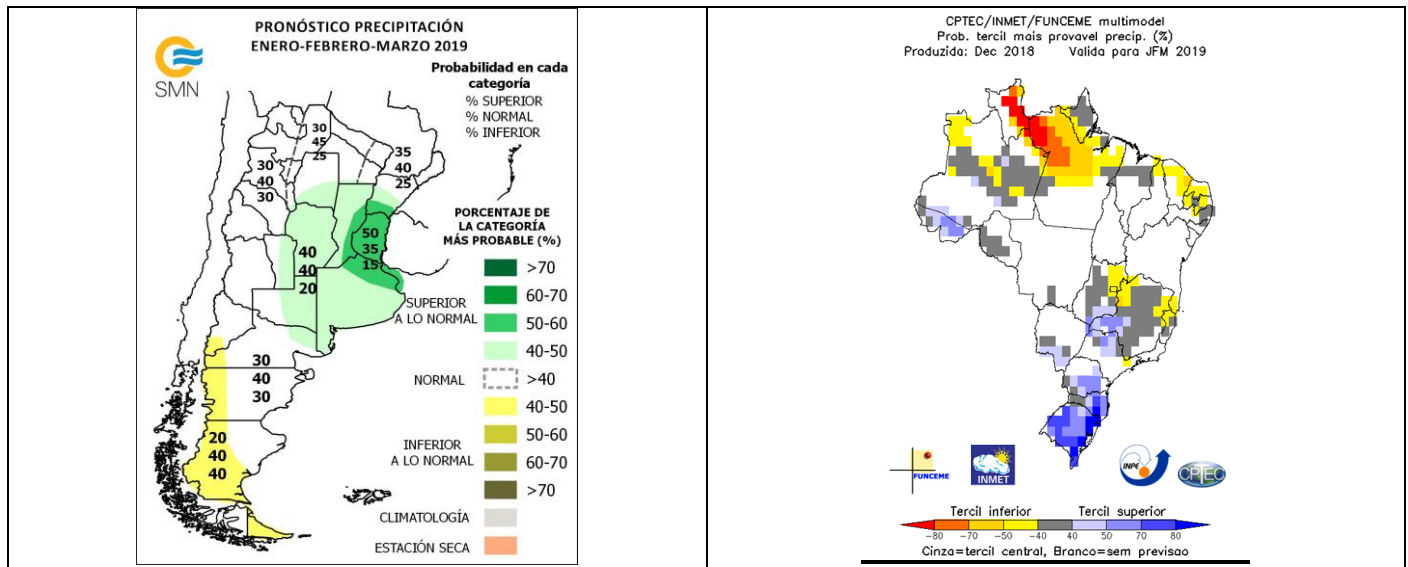 PRONÓSTICO PRECIPITACIÓN
ENERO-FEBRERO-MARZO 2019
SMN
Probabilidad en cada
categoría
% SUPERIOR
% NORMAL
% INFERIOR
30
45
25
35
40
25
30
40
30
50
35
15
40
40
20
30
40
30
20
40
40
PORCENTAJE DE
LA CATEGORÍA
MÁS PROBABLE (%)
>70
60-70
SUPERIOR
A LO NORMAL
50-60
40-50
NORMAL
>40
40-50
INFERIOR
A LO NORMAL
50-60
60-70
>70
CLIMATOLOGÍA
ESTACIÓN SECA
CPTEC/INMET/FUNCEME multimodel
Prob. tercil mais provavel precip. (%)
Produzida: Dec 2018 Valida para JFM 2019
FUNCEME
INMET
INPE
CPTEC
Tercil inferior Tercil superior
-80 -70 -50 -40 40 50 70 80
Cinza=tercil central, Branco=sem previsao